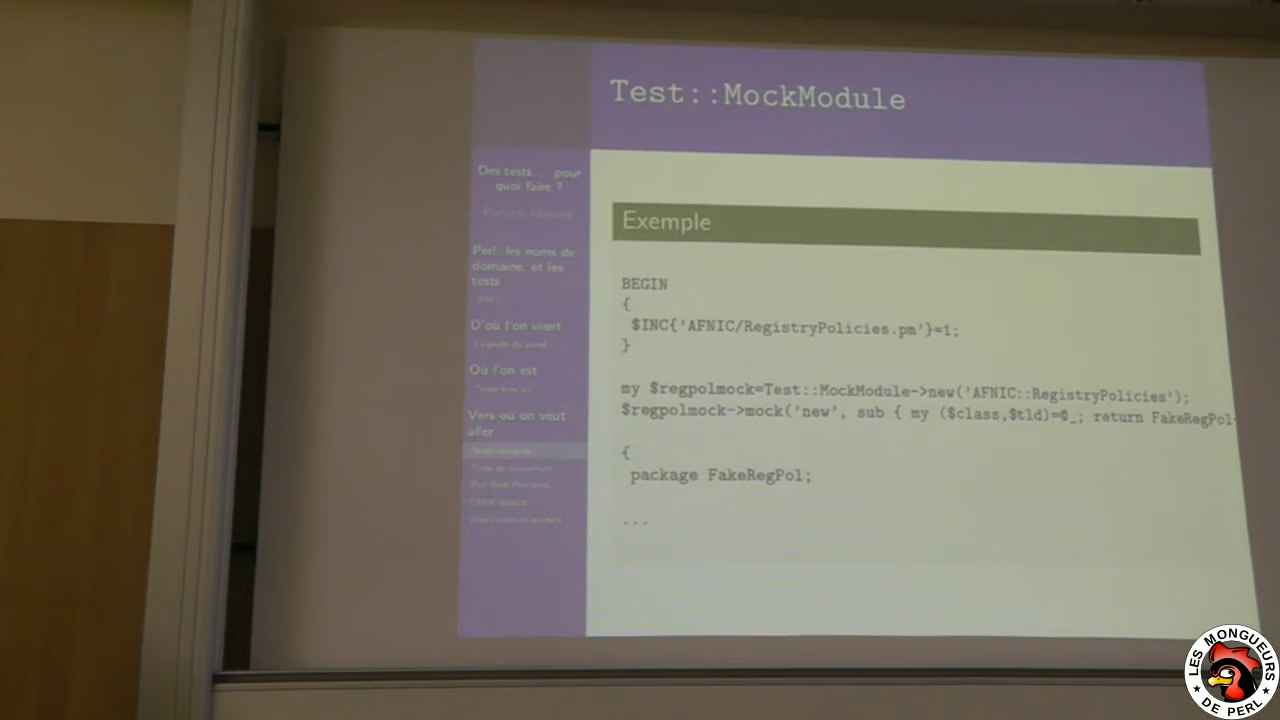 Test::MockModule
Des tests... pour
quoi faire ?
Perl, les noms de
domaine, et les
tests
D'où l'on vient
Où l'on est
Vers où on veut
aller
Exemple
BEGIN
{
$INC{'AFNIC/RegistryPolicies.pm'}=1;
}
my $regpolmock=Test::MockModule->new('AFNIC::RegistryPolicies');
$regpolmock->mock('new', sub { my ($class,$tld)=@_; return FakeRegPol
{
package FakeRegPol;
...
LES MONGUEURS
DE PERL